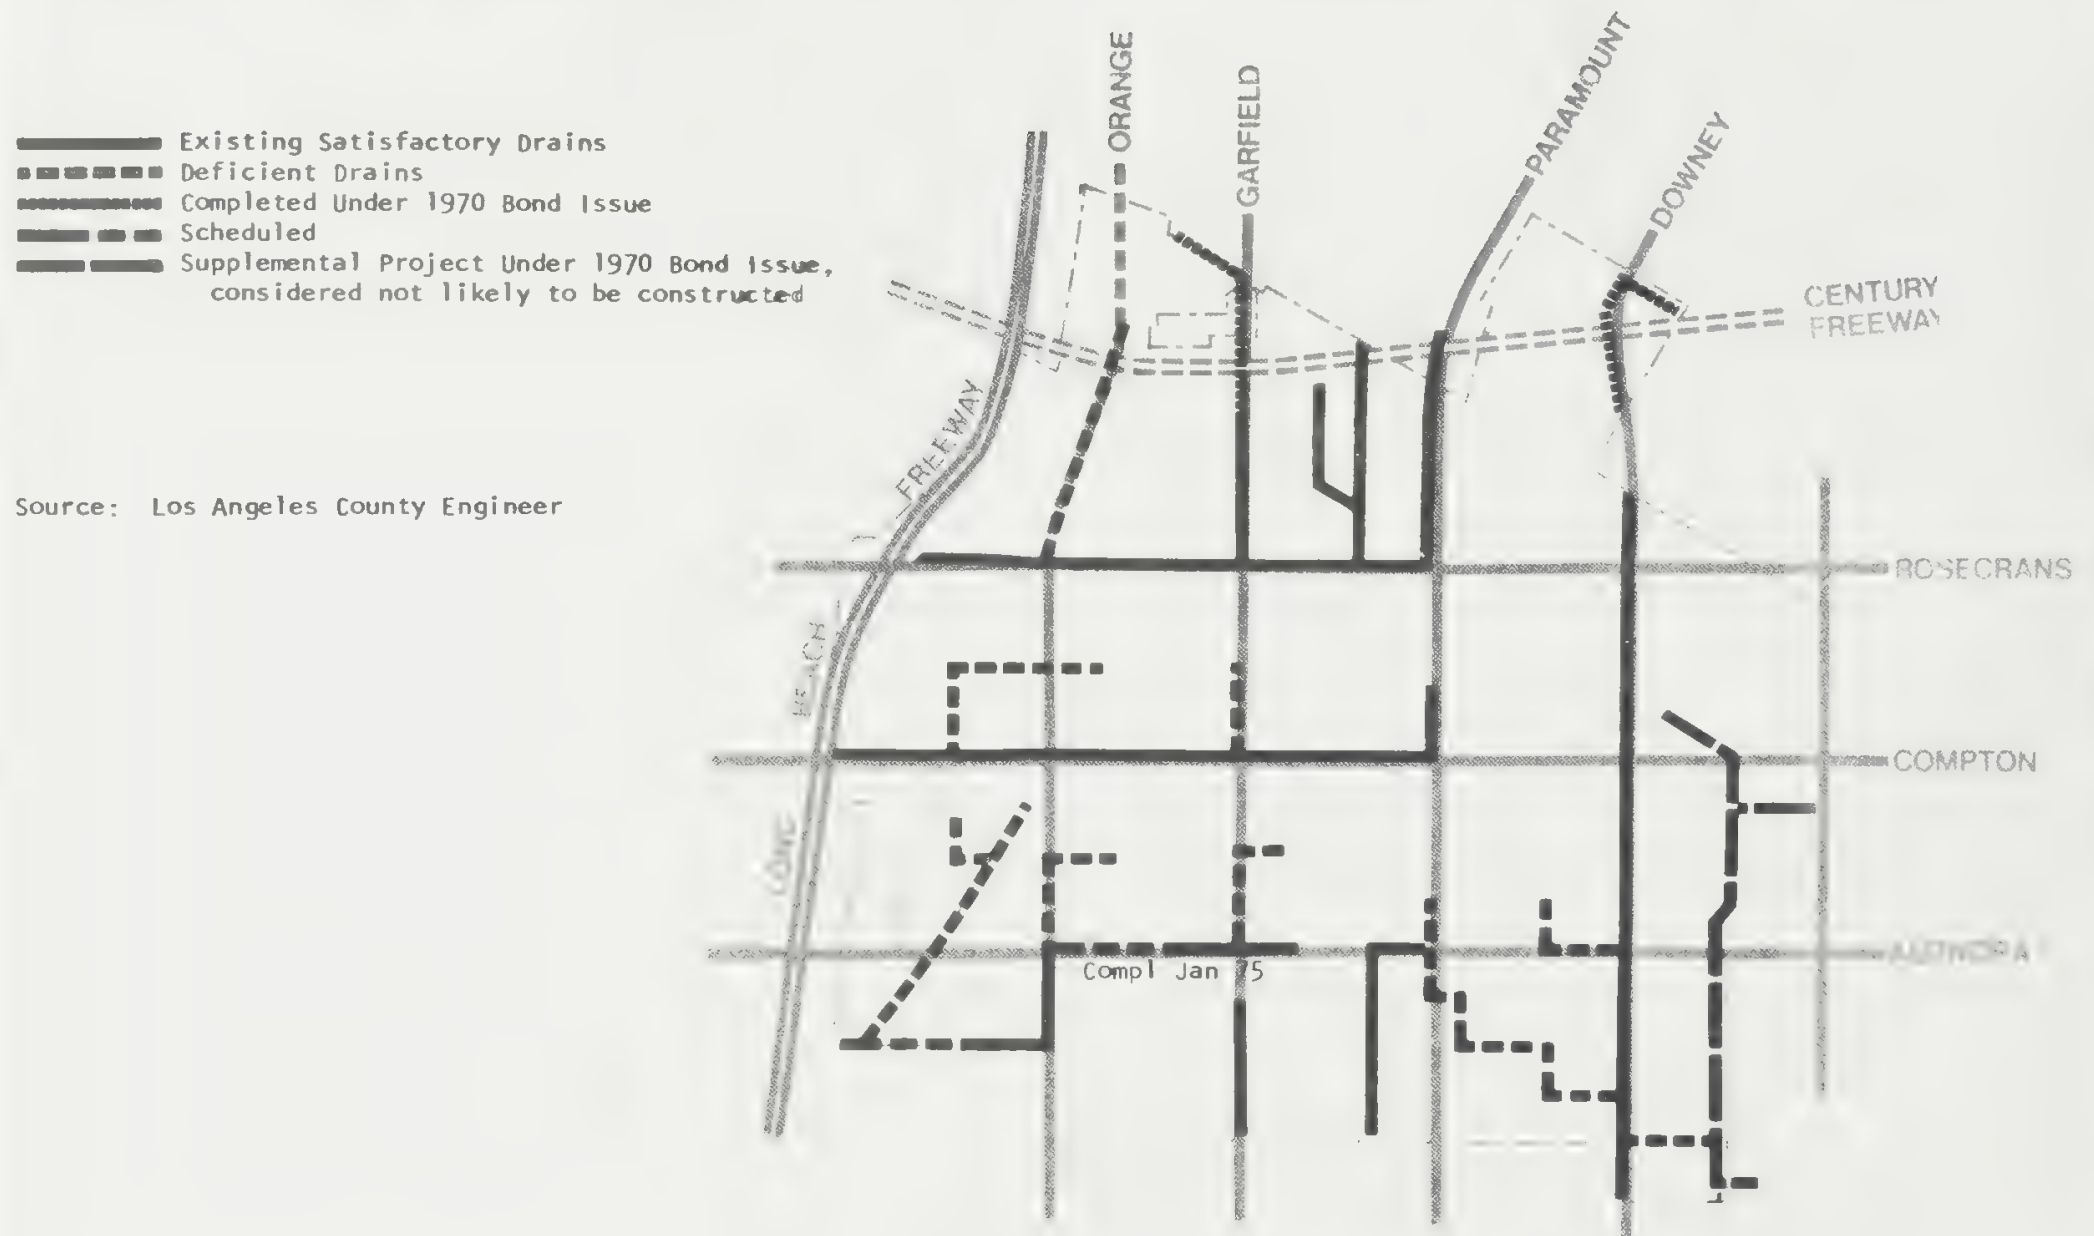 ORANGE
GARFIELD
PARAMOUNT
DOWNEY
Existing Satisfactory Drains
Deficient Drains
Completed Under 1970 Bond Issue
Scheduled
Supplemental Project Under 1970 Bond Issue,
considered not likely to be constructed
CENTURY
FREEWAY
FREEWAY
Source: Los Angeles County Engineer
ROSECRANS
BEACH
COMPTON
LONG
Compl Jan 75